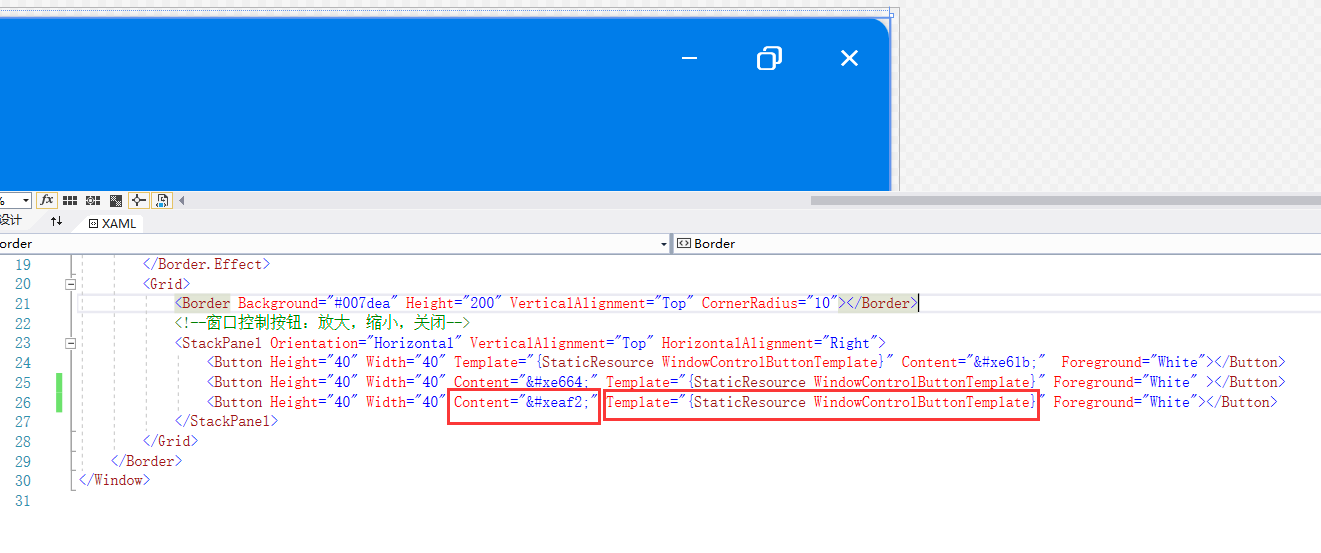 %
fx
设计
XAML
order
Border
19 </Border.Effect>
20 <Grid>
21 <Border Background="#007dea" Height="200" VerticalAlignment="Top" CornerRadius="10"></Border>
22 <!--窗口控制按钮: 放大, 缩小, 关闭-->
23 <StackPanel Orientation="Horizontal" VerticalAlignment="Top" HorizontalAlignment="Right">
24 <Button Height="40" Width="40" Template="{StaticResource WindowControlButtonTemplate}" Content="&#xe61b;" Foreground="White"></Button>
25 <Button Height="40" Width="40" Content="&#xe664;" Template="{StaticResource WindowControlButtonTemplate}" Foreground="White" ></Button>
26 <Button Height="40" Width="40" Content="&#xeaf2;" Template="{StaticResource WindowControlButtonTemplate}" Foreground="White"></Button>
27 </StackPanel>
28 </Grid>
29 </Border>
30 </Window>
31